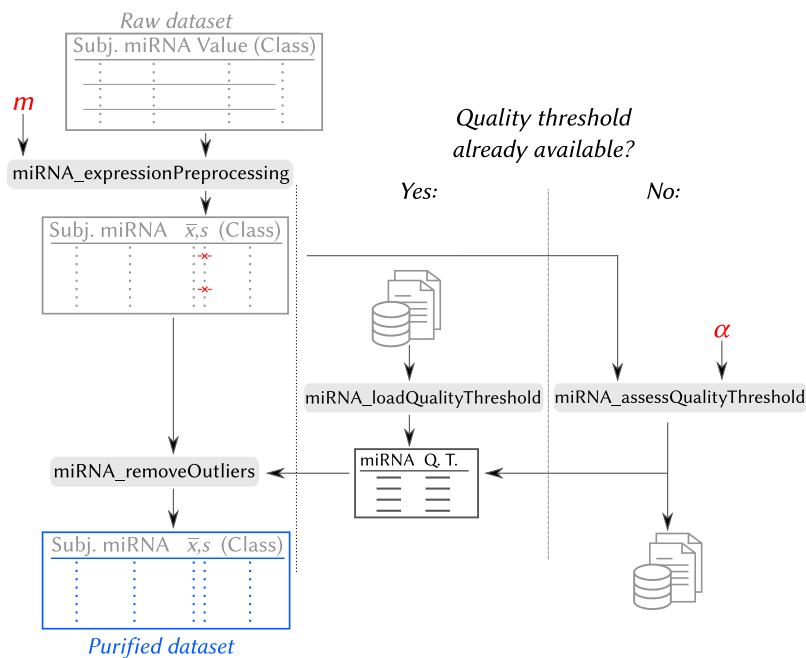 Raw dataset
Subj. miRNA Value (Class)
m
miRNA_expressionPreprocessing
Quality threshold
already available?
Yes:
No:
Subj. miRNA x̅,s (Class)
α
miRNA_loadQualityThreshold
miRNA_assessQualityThreshold
miRNA Q. T.
miRNA_removeOutliers
Subj. miRNA x̅,s (Class)
Purified dataset